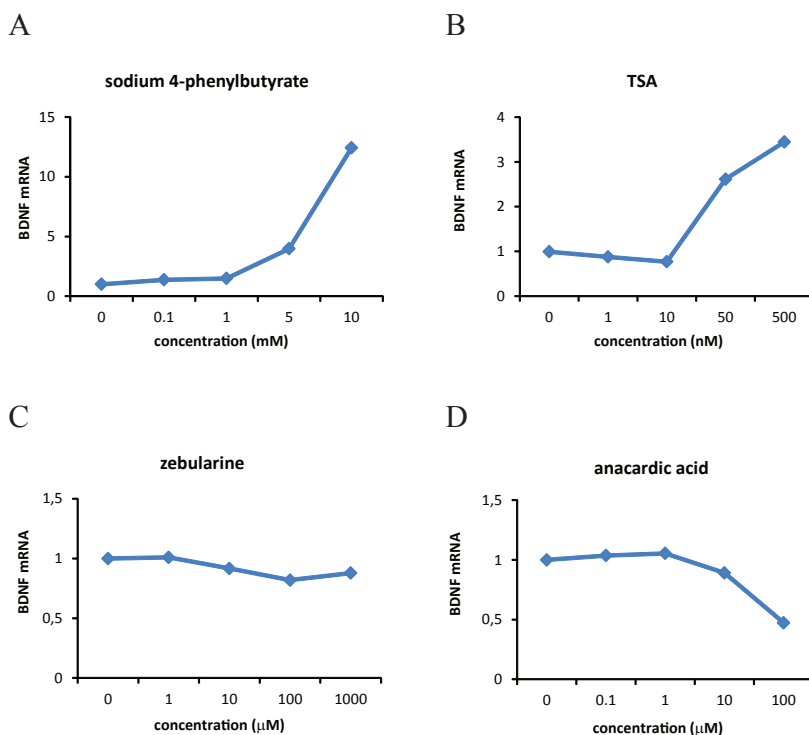 A
sodium 4-phenylbutyrate
BDNF mRNA
15
10
5
0
0 0.1 1 5 10
concentration (mM)
B
TSA
BDNF mRNA
4
3
2
1
0
0 1 10 50 500
concentration (nM)
C
zebularine
BDNF mRNA
1,5
1
0,5
0
0 1 10 100 1000
concentration (μM)
D
anacardic acid
BDNF mRNA
1,5
1
0,5
0
0 0.1 1 10 100
concentration (μM)